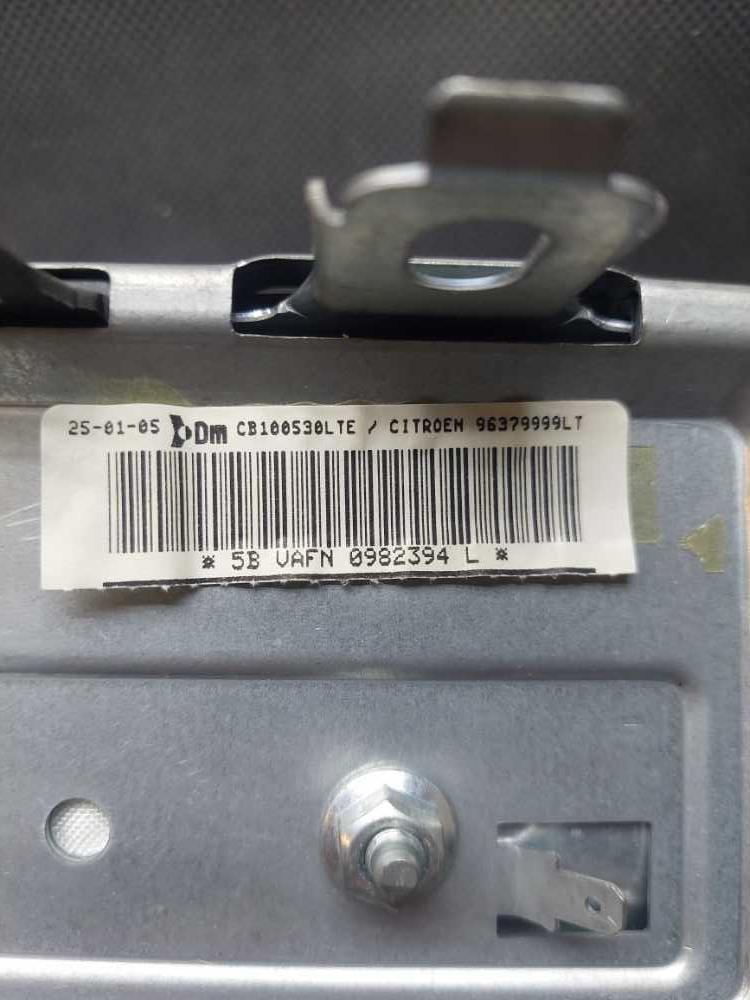 25-01-05 Dm CB100530LTE / CITROEN 96379999LT
* 5B VAFN 0982394 L *